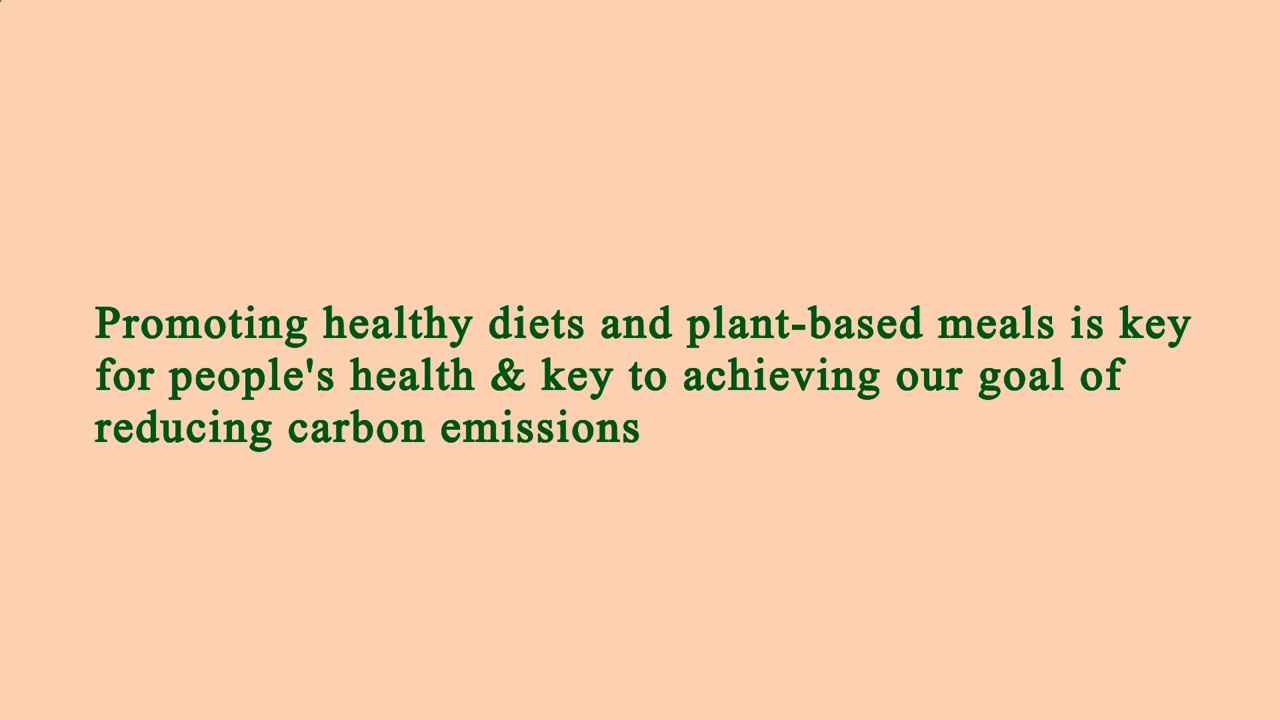 Promoting healthy diets and plant-based meals is key
for people's health & key to achieving our goal of
reducing carbon emissions